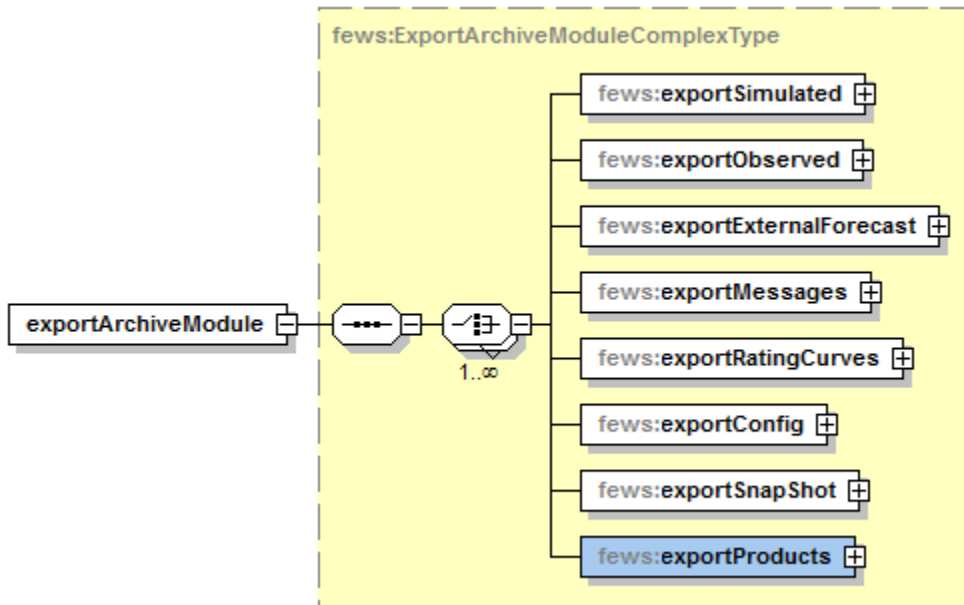 fews:ExportArchiveModuleComplexType
fews:exportSimulated
fews:exportObserved
fews:exportExternalForecast
fews:exportMessages
exportArchiveModule
1..∞
fews:exportRatingCurves
fews:exportConfig
fews:exportSnapShot
fews:exportProducts